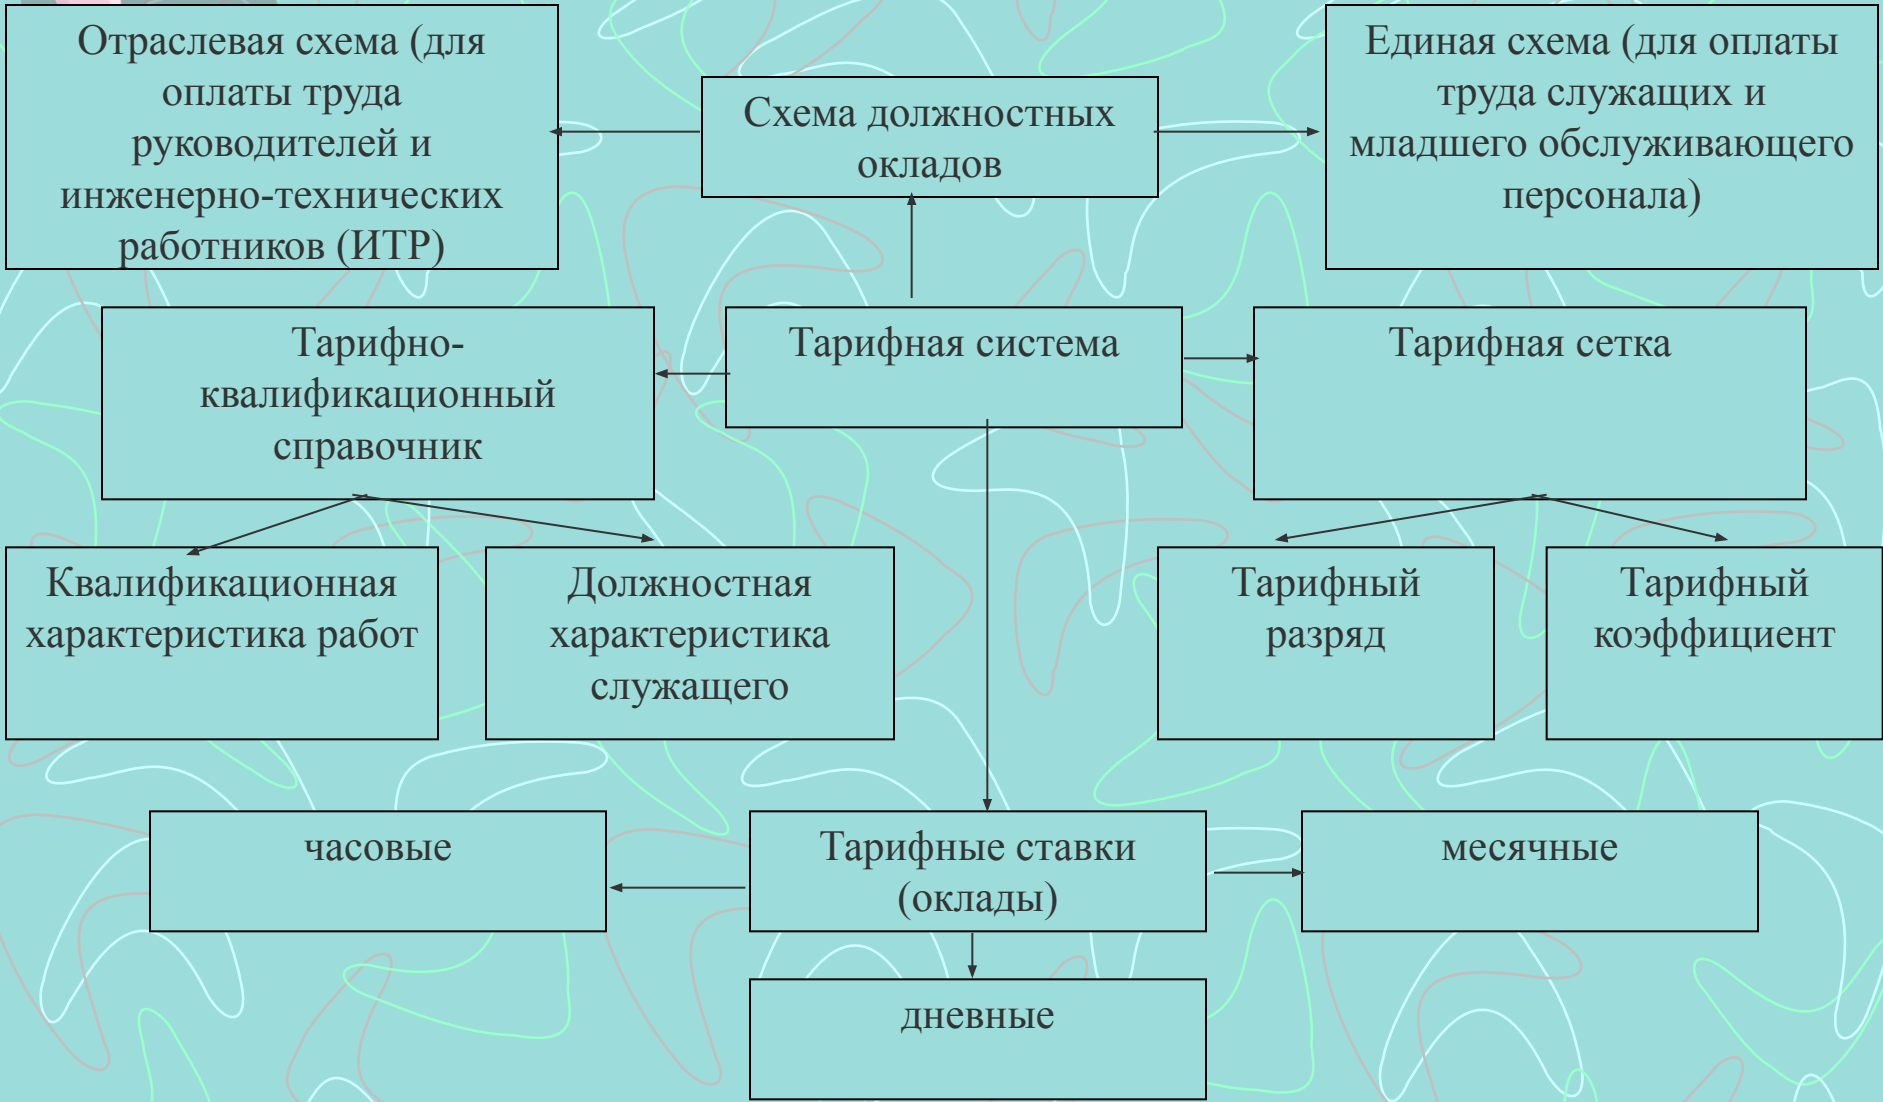 Отраслевая схема (для
оплаты труда
руководителей и
инженерно-технических
работников (ИТР)
Схема должностных
окладов
Единая схема (для оплаты
труда служащих и
младшего обслуживающего
персонала)
Тарифно-
квалификационный
справочник
Тарифная система
Тарифная сетка
Квалификационная
характеристика работ
Должностная
характеристика
служащего
Тарифный
разряд
Тарифный
коэффициент
часовые
Тарифные ставки
(оклады)
месячные
дневные